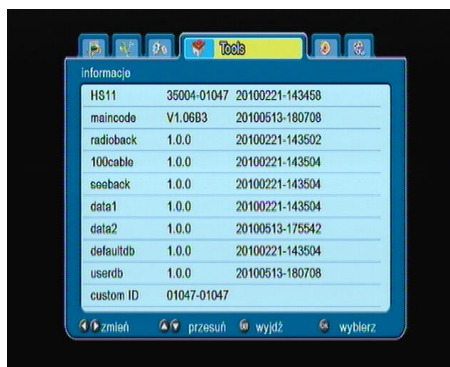 Tools
informacje
HS11 35004-01047 20100221-143458
maincode V1.06B3 20100513-180708
radioback 1.0.0 20100221-143502
100cable 1.0.0 20100221-143504
seeback 1.0.0 20100221-143504
data1 1.0.0 20100221-143504
data2 1.0.0 20100513-175542
defaultdb 1.0.0 20100221-143504
userdb 1.0.0 20100513-180708
custom ID 01047-01047
zmień przesuń wyjdź wybierz